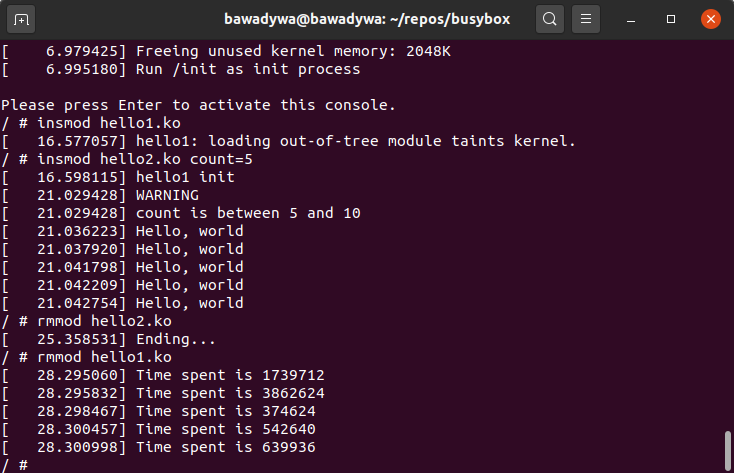 bawadywa@bawadywa: ~/repos/busybox
[    6.979425] Freeing unused kernel memory: 2048K
[    6.995180] Run /init as init process
Please press Enter to activate this console.
/ # insmod hello1.ko
[   16.577057] hello1: loading out-of-tree module taints kernel.
/ # insmod hello2.ko count=5
[   16.598115] hello1 init
[   21.029428] WARNING
[   21.029428] count is between 5 and 10
[   21.036223] Hello, world
[   21.037920] Hello, world
[   21.041798] Hello, world
[   21.042209] Hello, world
[   21.042754] Hello, world
/ # rmmod hello2.ko
[   25.358531] Ending...
/ # rmmod hello1.ko
[   28.295060] Time spent is 1739712
[   28.295832] Time spent is 3862624
[   28.298467] Time spent is 374624
[   28.300457] Time spent is 542640
[   28.300998] Time spent is 639936
/ #